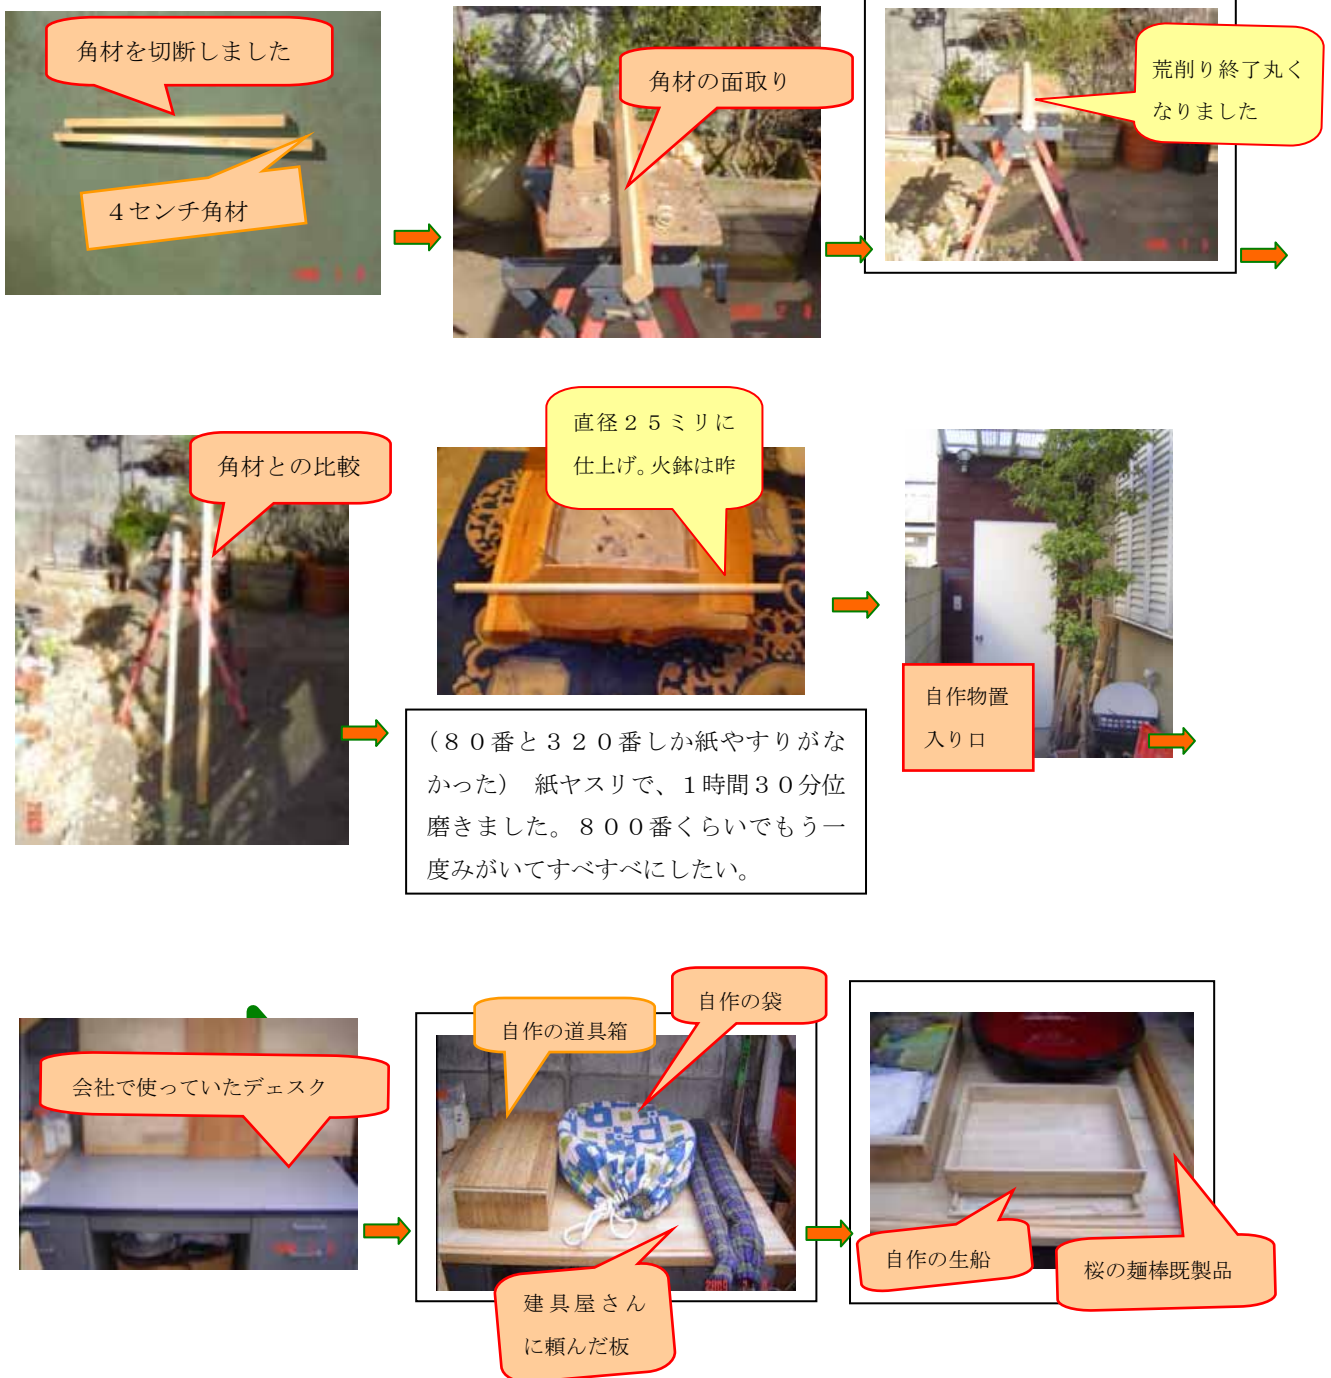 角材を切断しました
４センチ角材
角材の面取り
荒削り終了丸く
なりました
角材との比較
直径２５ミリに
仕上げ。火鉢は昨
（８０番と３２０番しか紙やすりがな
かった）　紙ヤスリで、１時間３０分位
磨きました。８００番くらいでもう一
度みがいてすべすべにしたい。
自作物置
入り口
会社で使っていたデェスク
自作の道具箱
自作の袋
建具屋さん
に頼んだ板
自作の生船
桜の麺棒既製品